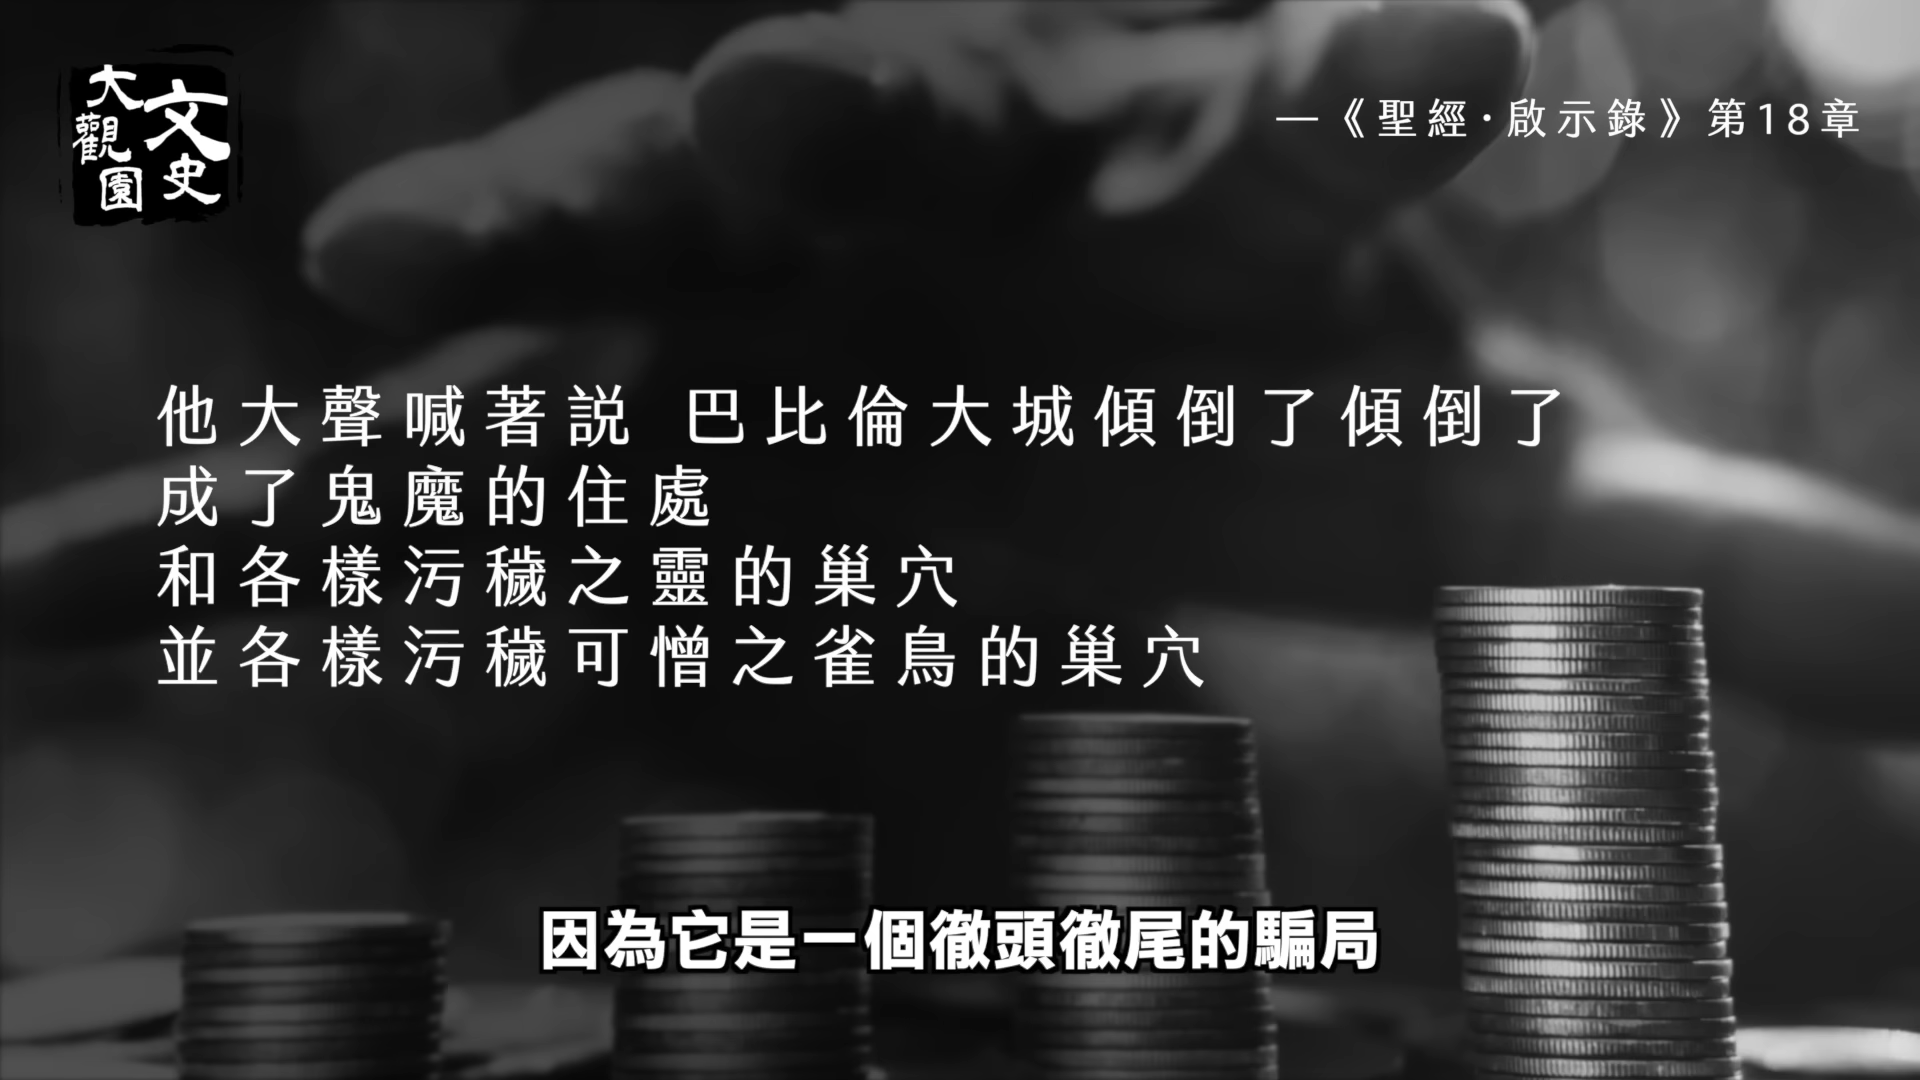 文史
大觀園
—《聖經·啟示錄》第18章
他大聲喊著説 巴比倫大城傾倒了傾倒了
成了鬼魔的住處
和各樣污穢之靈的巢穴
並各樣污穢可憎之雀鳥的巢穴
因為它是一個徹頭徹尾的騙局